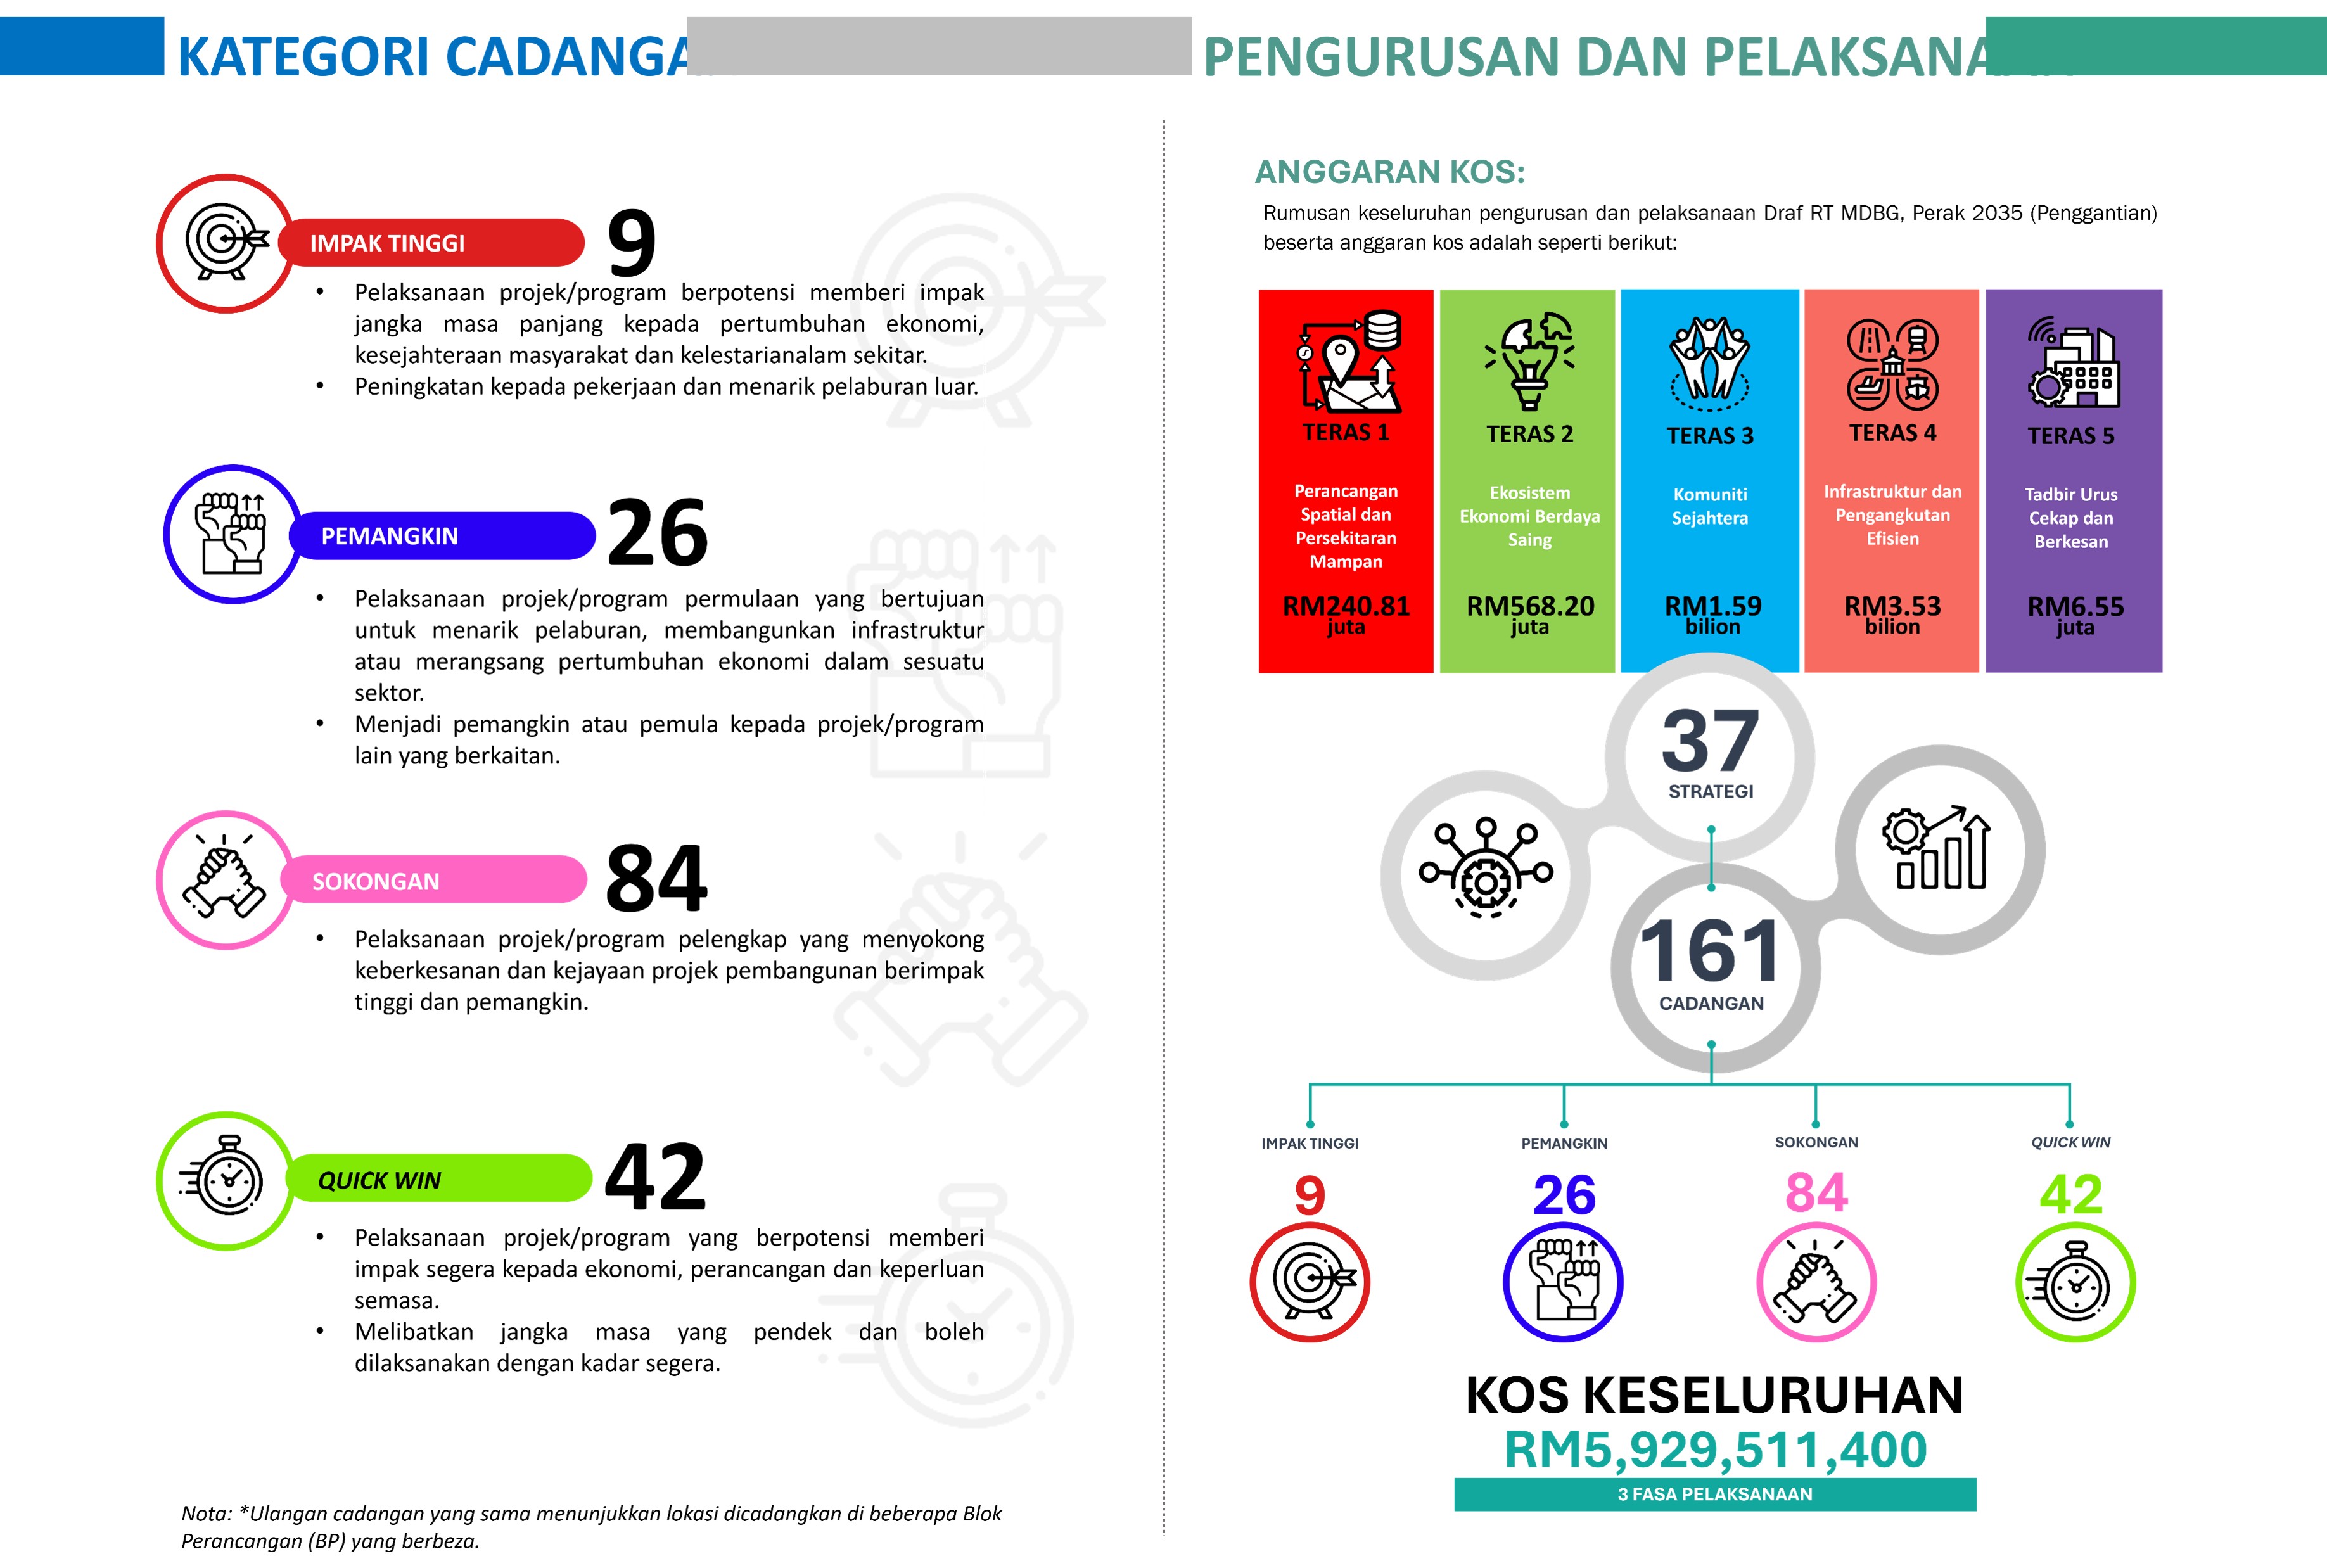 KATEGORI CADANGA
IMPAK TINGGI
9
• Pelaksanaan projek/program berpotensi memberi impak
jangka masa panjang kepada pertumbuhan ekonomi,
kesejahteraan masyarakat dan kelestarianalam sekitar.
• Peningkatan kepada pekerjaan dan menarik pelaburan luar.
PEMANGKIN
26
• Pelaksanaan projek/program permulaan yang bertujuan
untuk menarik pelaburan, membangunkan infrastruktur
atau merangsang pertumbuhan ekonomi dalam sesuatu
sektor.
• Menjadi pemangkin atau pemula kepada projek/program
lain yang berkaitan.
SOKONGAN
84
• Pelaksanaan projek/program pelengkap yang menyokong
keberkesanan dan kejayaan projek pembangunan berimpak
tinggi dan pemangkin.
QUICK WIN
42
• Pelaksanaan projek/program yang berpotensi memberi
impak segera kepada ekonomi, perancangan dan keperluan
semasa.
• Melibatkan jangka masa yang pendek dan boleh
dilaksanakan dengan kadar segera.
Nota: *Ulangan cadangan yang sama menunjukkan lokasi dicadangkan di beberapa Blok
Perancangan (BP) yang berbeza.
PENGURUSAN DAN PELAKSANA
ANGGARAN KOS:
Rumusan keseluruhan pengurusan dan pelaksanaan Draf RT MDBG, Perak 2035 (Penggantian)
beserta anggaran kos adalah seperti berikut:
TERAS 1
Perancangan
Spatial dan
Persekitaran
Mampan
RM240.81
juta
TERAS 2
Ekosistem
Ekonomi Berdaya
Saing
RM568.20
juta
TERAS 3
Komuniti
Sejahtera
RM1.59
bilion
TERAS 4
Infrastruktur dan
Pengangkutan
Efisien
RM3.53
bilion
TERAS 5
Tadbir Urus
Cekap dan
Berkesan
RM6.55
juta
37
STRATEGI
161
CADANGAN
IMPAK TINGGI
9
PEMANGKIN
26
SOKONGAN
84
QUICK WIN
42
KOS KESELURUHAN
RM5,929,511,400
3 FASA PELAKSANAAN